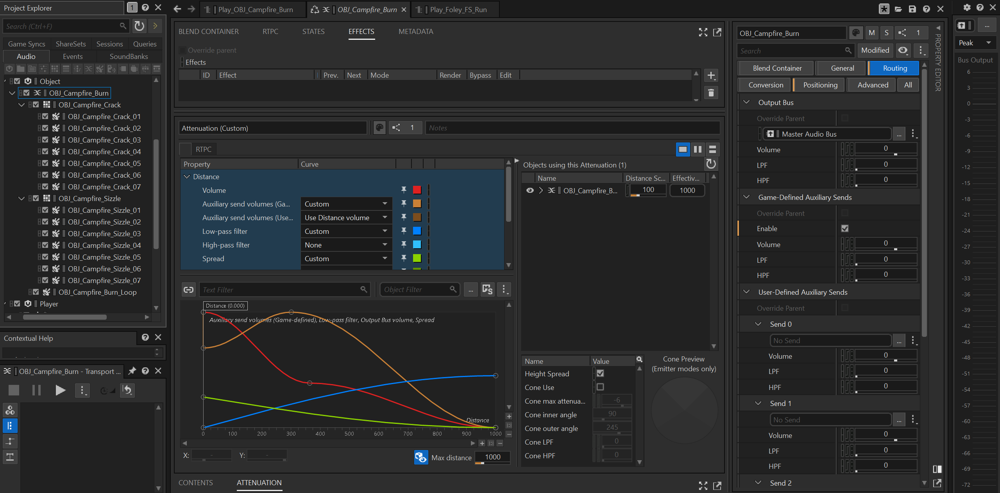 Project Explorer
1
Search (Ctrl+F)
Game Syncs
ShareSets
Sessions
Queries
Audio
Events
SoundBanks
Object
OBJ_Campfire_Burn
OBJ_Campfire_Crack
OBJ_Campfire_Crack_01
OBJ_Campfire_Crack_02
OBJ_Campfire_Crack_03
OBJ_Campfire_Crack_04
OBJ_Campfire_Crack_05
OBJ_Campfire_Crack_06
OBJ_Campfire_Crack_07
OBJ_Campfire_Sizzle
OBJ_Campfire_Sizzle_01
OBJ_Campfire_Sizzle_02
OBJ_Campfire_Sizzle_03
OBJ_Campfire_Sizzle_04
OBJ_Campfire_Sizzle_05
OBJ_Campfire_Sizzle_06
OBJ_Campfire_Sizzle_07
OBJ_Campfire_Burn_Loop
Player
Contextual Help
OBJ_Campfire_Burn - Transport ...
Play_OBJ_Campfire_Burn
OBJ_Campfire_Burn
Play_Foley_FS_Run
BLEND CONTAINER
RTPC
STATES
EFFECTS
METADATA
Override parent
Effects
ID
Effect
Prev.
Next
Mode
Render
Bypass
Edit
Attenuation (Custom)
1
Notes
RTPC
Property
Curve
Distance
Volume
Auxiliary send volumes (Ga...
Custom
Auxiliary send volumes (Use...
Use Distance volume
Low-pass filter
Custom
High-pass filter
None
Spread
Custom
Text Filter
Object Filter
...
Distance (0.000)
Auxiliary send volumes (Game-defined), Low-pass filter, Output Bus volume, Spread
Distance
0 100 200 300 400 500 600 700 800 900 1000
X:
-
Y:
-
Max distance
1000
Objects using this Attenuation (1)
Name
Distance Sc...
Effectiv...
OBJ_Campfire_B...
100
1000
Name
Value
Height Spread
Cone Use
Cone max attenua...
-6
Cone inner angle
90
Cone outer angle
245
Cone LPF
0
Cone HPF
0
Cone Preview
(Emitter modes only)
CONTENTS
ATTENUATION
OBJ_Campfire_Burn
M
S
1
Search
Modified
Blend Container
General
Routing
Conversion
Positioning
Advanced
All
Output Bus
Override Parent
Master Audio Bus
...
Volume
0
LPF
0
HPF
0
Game-Defined Auxiliary Sends
Override Parent
Enable
Volume
0
LPF
0
HPF
0
User-Defined Auxiliary Sends
Override Parent
Send 0
No Send
...
Volume
0
LPF
0
HPF
0
Send 1
No Send
...
Volume
0
LPF
0
HPF
0
Send 2
PROPERTY EDITOR
...
Peak
Bus Output
6
3
0
-3
-6
-9
-12
-15
-18
-21
-24
-27
-30
-33
-36
-39
-42
-45
-48
-51
-54
-57
-60
-63
-66
-69
-72